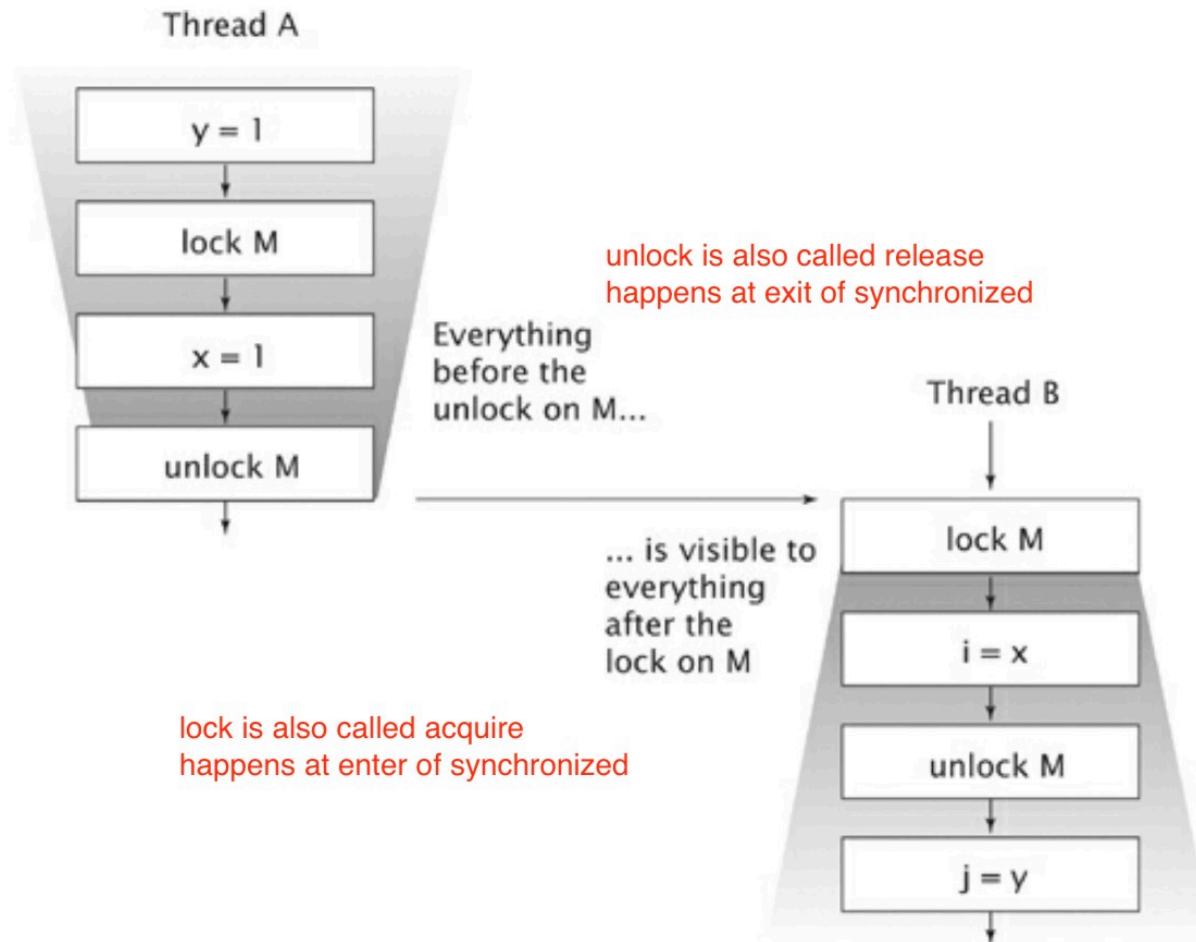 Thread A
y = 1
lock M
x = 1
unlock M
unlock is also called release
happens at exit of synchronized
Everything
before the
unlock on M...
Thread B
lock M
... is visible to
everything
after the
lock on M
i = x
unlock M
j = y
lock is also called acquire
happens at enter of synchronized